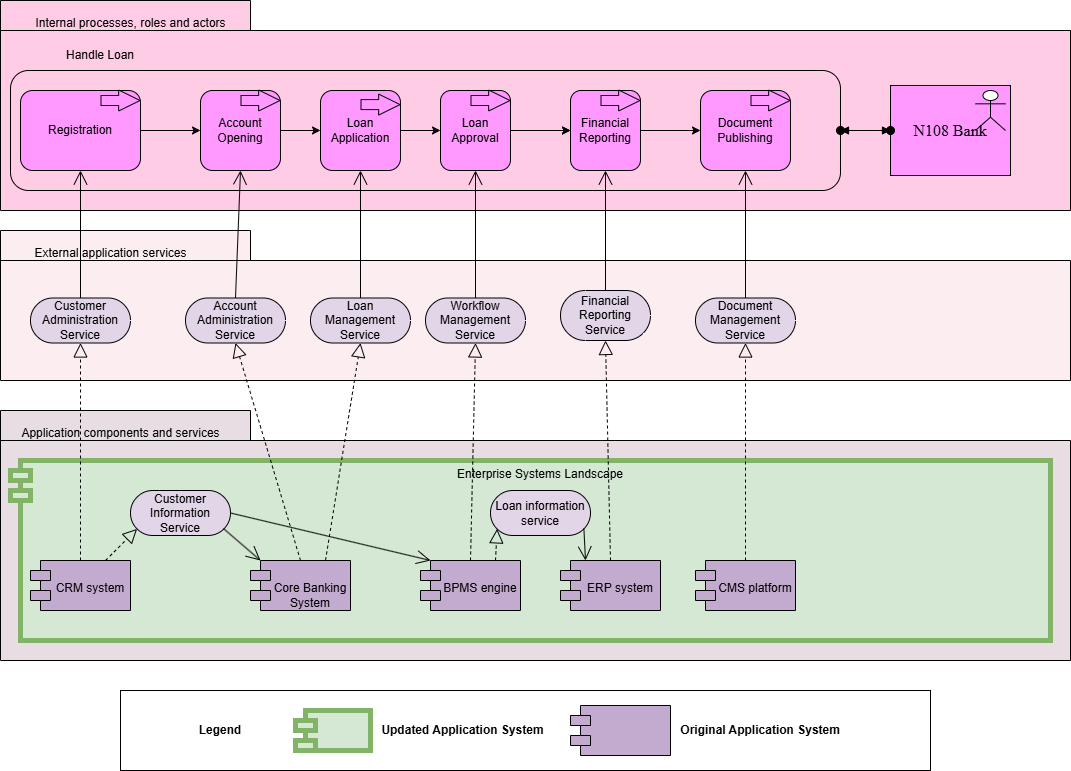 Internal processes, roles and actors
Handle Loan
Registration
Account
Opening
Loan
Application
Loan
Approval
Financial
Reporting
Document
Publishing
N108 Bank
External application services
Customer
Administration
Service
Account
Administration
Service
Loan
Management
Service
Workflow
Management
Service
Financial
Reporting
Service
Document
Management
Service
Application components and services
Enterprise Systems Landscape
Customer
Information
Service
Loan information
service
CRM system
Core Banking
System
BPMS engine
ERP system
CMS platform
Legend
Updated Application System
Original Application System